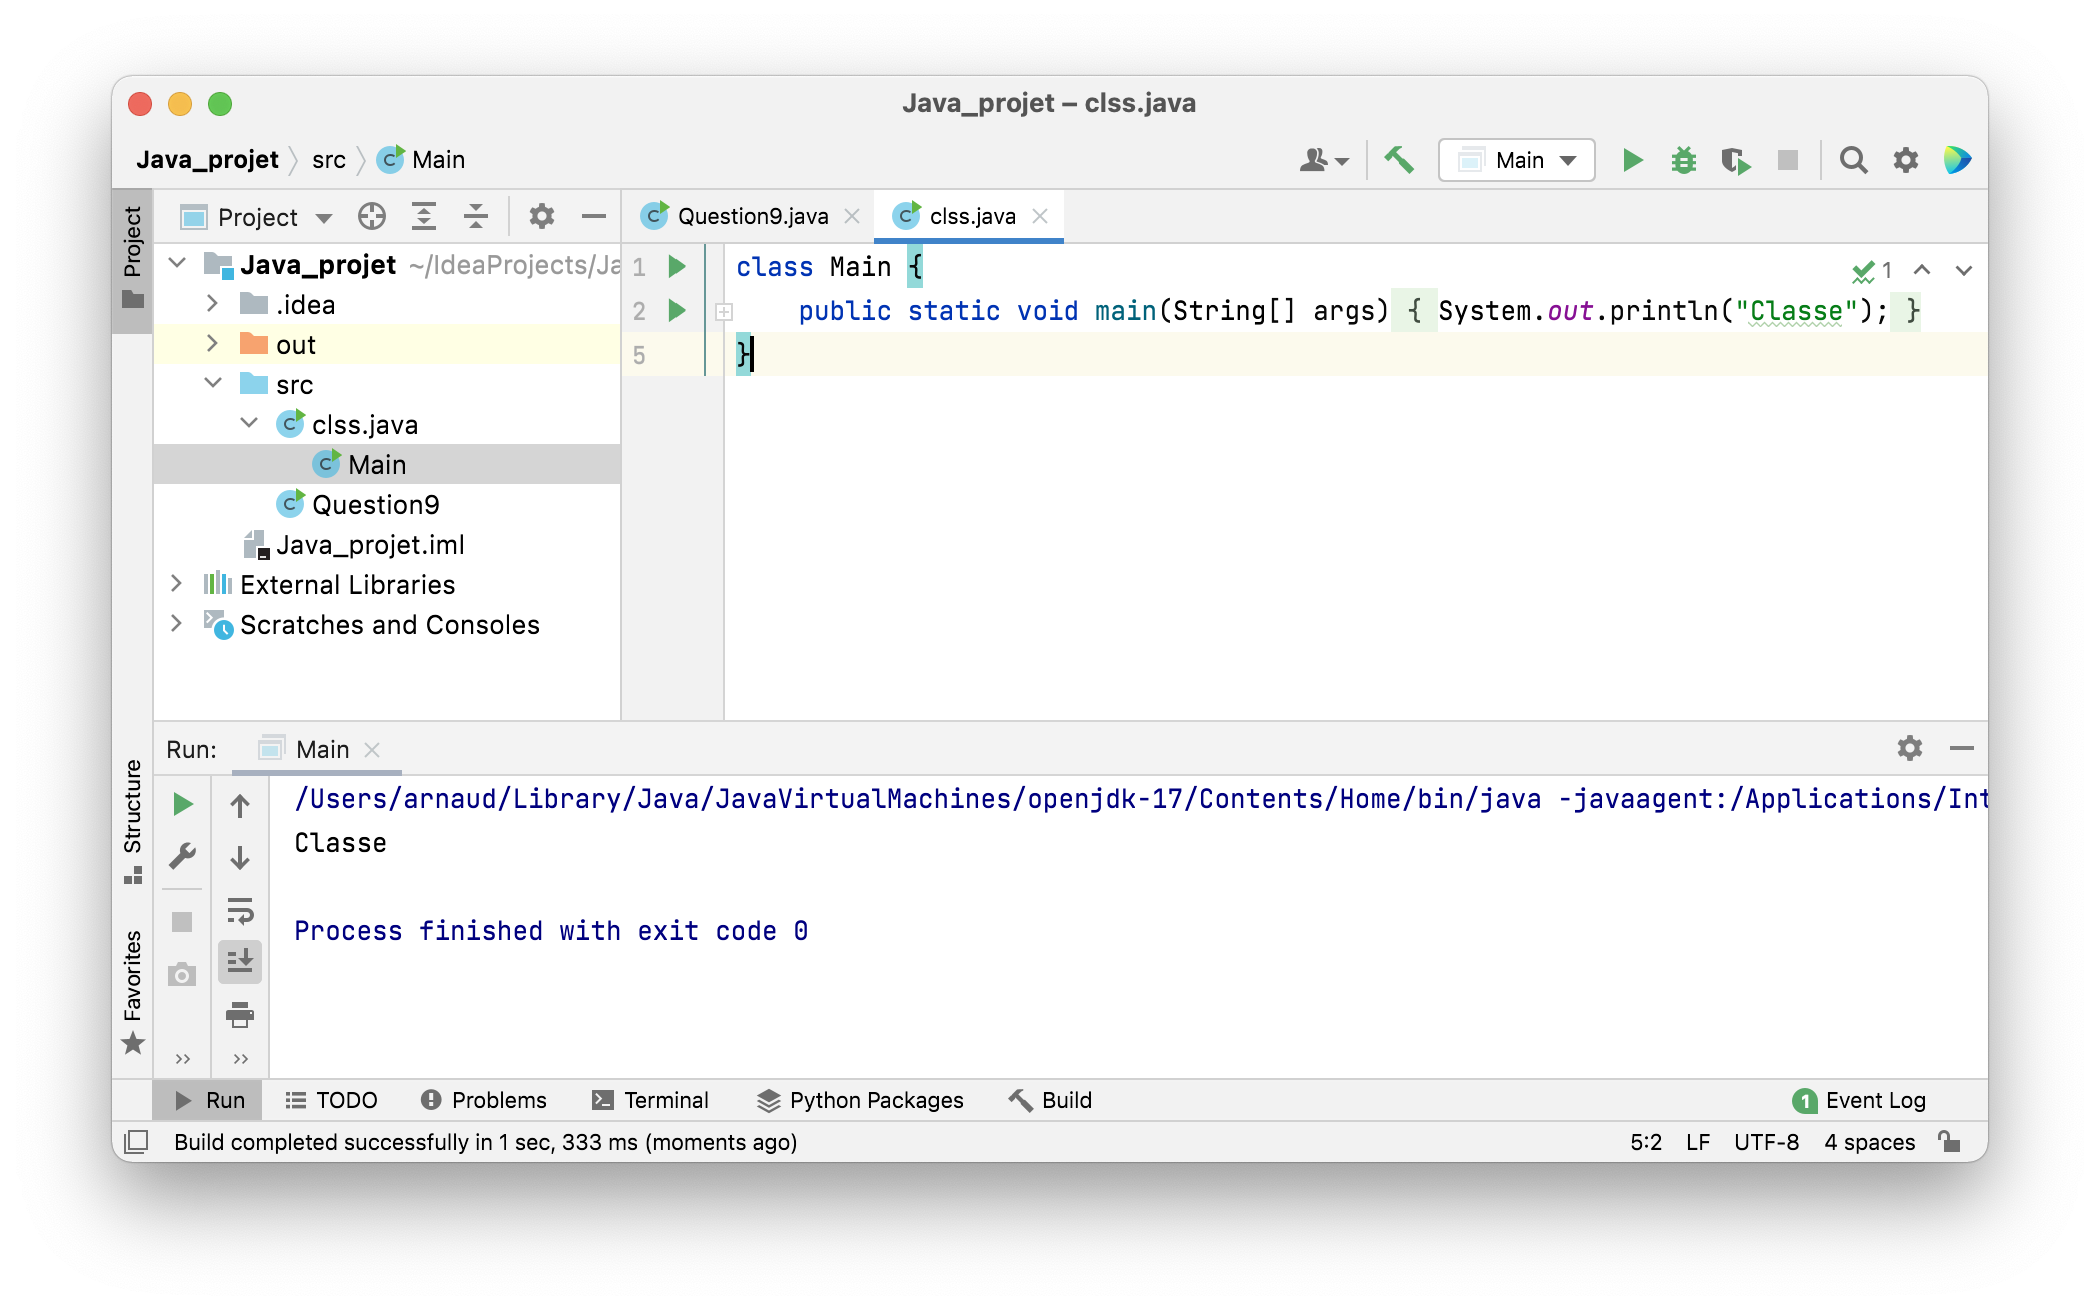 Java_projet – clss.java
Java_projet src Main
Main
Project
Project
Question9.java
clss.java
Java_projet ~/IdeaProjects/Ja
.idea
out
src
clss.java
Main
Question9
Java_projet.iml
External Libraries
Scratches and Consoles
1 class Main {
2 public static void main(String[] args) { System.out.println("Classe"); }
5 }
1
Structure
Favorites
Run: Main
/Users/arnaud/Library/Java/JavaVirtualMachines/openjdk-17/Contents/Home/bin/java -javaagent:/Applications/Int
Classe
Process finished with exit code 0
Run TODO Problems Terminal Python Packages Build 1 Event Log
Build completed successfully in 1 sec, 333 ms (moments ago) 5:2 LF UTF-8 4 spaces